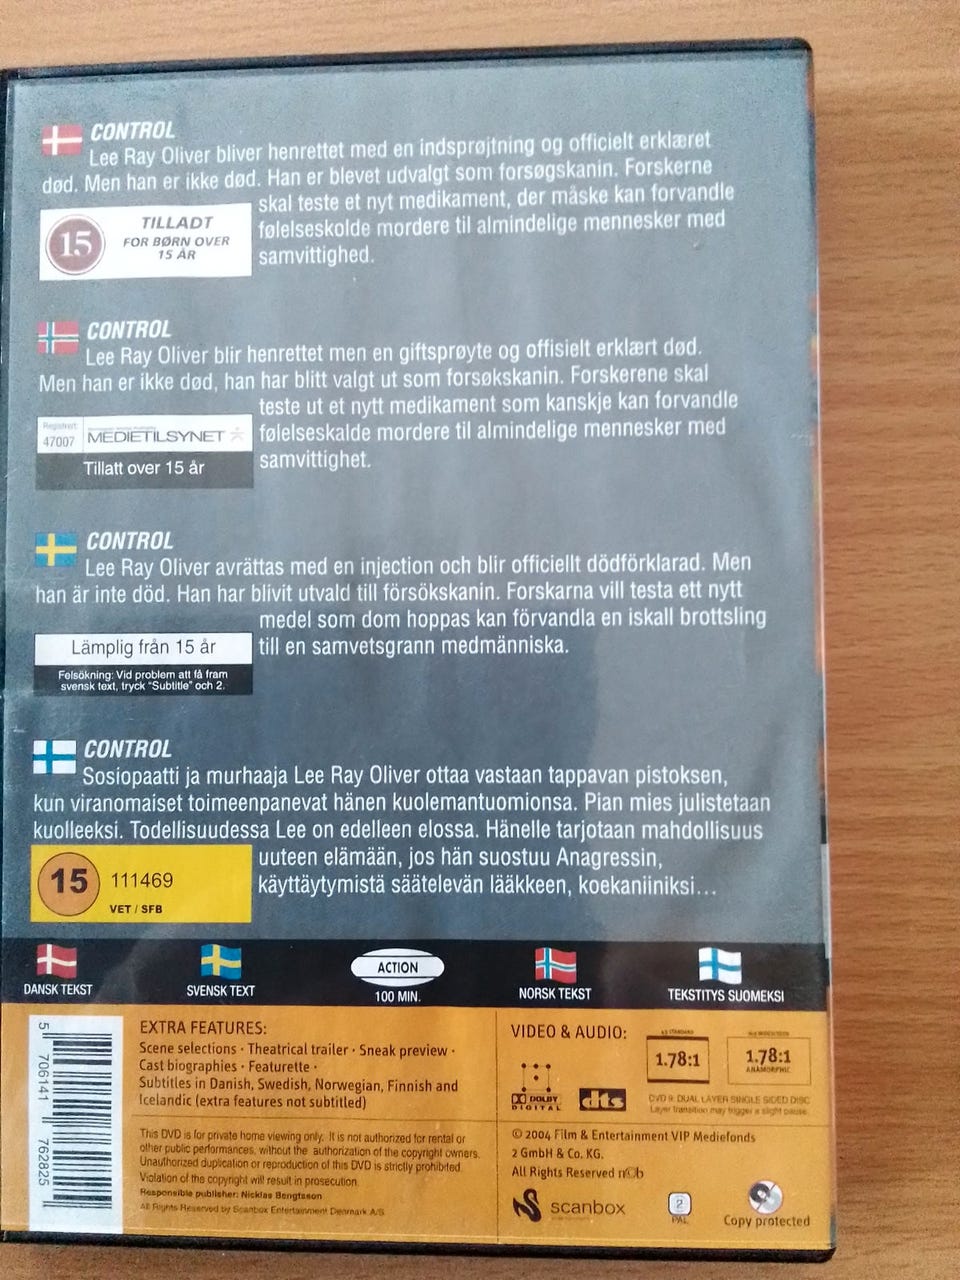 CONTROL
Lee Ray Oliver bliver henrettet med en indsprøjtning og officielt erklæret
død. Men han er ikke død. Han er blevet udvalgt som forsøgskanin. Forskerne
skal teste et nyt medikament, der måske kan forvandle
følelseskolde mordere til almindelige mennesker med
samvittighed.
15
TILLADT
FOR BØRN OVER
15 ÅR
CONTROL
Lee Ray Oliver blir henrettet men en giftsprøyte og offisielt erklært død.
Men han er ikke død, han har blitt valgt ut som forsøkskanin. Forskerene skal
teste ut et nytt medikament som kanskje kan forvandle
følelseskalde mordere til almindelige mennesker med
samvittighet.
Registrert:
47007
MEDIETILSYNET
Tillatt over 15 år
CONTROL
Lee Ray Oliver avrättas med en injection och blir officiellt dödförklarad. Men
han är inte död. Han har blivit utvald till försökskanin. Forskarna vill testa ett nytt
medel som dom hoppas kan förvandla en iskall brottsling
till en samvetsgrann medmänniska.
Lämplig från 15 år
Felsökning: Vid problem att få fram
svensk text, tryck "Subtitle" och 2.
CONTROL
Sosiopaatti ja murhaaja Lee Ray Oliver ottaa vastaan tappavan pistoksen,
kun viranomaiset toimeenpanevat hänen kuolemantuomionsa. Pian mies julistetaan
kuolleeksi. Todellisuudessa Lee on edelleen elossa. Hänelle tarjotaan mahdollisuus
uuteen elämään, jos hän suostuu Anagressin,
käyttäytymistä säätelevän lääkkeen, koekaniiniksi...
15 111469
VET / SFB
DANSK TEKST
SVENSK TEXT
ACTION
100 MIN.
NORSK TEKST
TEKSTITYS SUOMEKSI
5 706141 762825
EXTRA FEATURES:
Scene selections · Theatrical trailer · Sneak preview ·
Cast biographies · Featurette ·
Subtitles in Danish, Swedish, Norwegian, Finnish and
Icelandic (extra features not subtitled)
This DVD is for private home viewing only. It is not authorized for rental or
other public performances, without the authorization of the copyright owners.
Unauthorized duplication or reproduction of this DVD is strictly prohibited.
Violation of the copyright will result in prosecution.
Responsible publisher: Nicklas Bengtsson
All Rights Reserved by Scanbox Entertainment Denmark A/S
VIDEO & AUDIO:
1.78:1
1.78:1
ANAMORPHIC
DOLBY
DIGITAL
dts
DVD 9: DUAL LAYER SINGLE SIDED DISC
Layer transition may trigger a slight pause.
© 2004 Film & Entertainment VIP Mediefonds
2 GmbH & Co. KG.
All Rights Reserved
scanbox
2
PAL
Copy protected